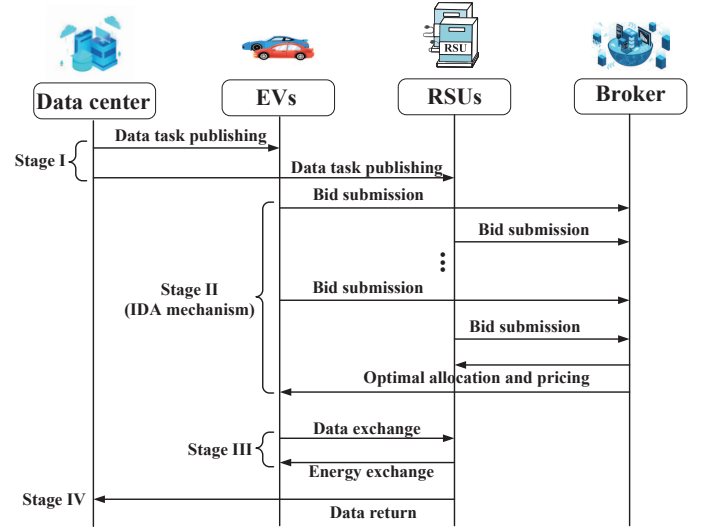 RSU
Data center
EVs
RSUs
Broker
Stage I
Data task publishing
Data task publishing
Bid submission
Bid submission
Stage II
(IDA mechanism)
Bid submission
Bid submission
Optimal allocation and pricing
Stage III
Data exchange
Energy exchange
Stage IV
Data return